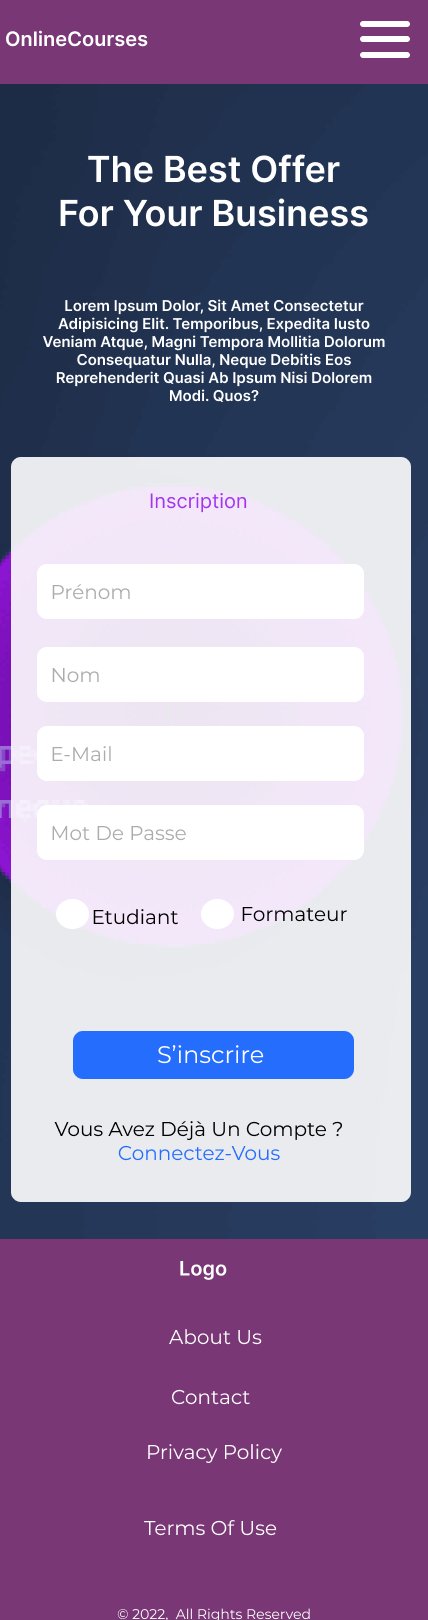 OnlineCourses
The Best Offer
For Your Business
Lorem Ipsum Dolor, Sit Amet Consectetur
Adipisicing Elit. Temporibus, Expedita Iusto
Veniam Atque, Magni Tempora Mollitia Dolorum
Consequatur Nulla, Neque Debitis Eos
Reprehenderit Quasi Ab Ipsum Nisi Dolorem
Modi. Quos?
Inscription
Prénom
Nom
E-Mail
Mot De Passe
Etudiant Formateur
S’inscrire
Vous Avez Déjà Un Compte ?
Connectez-Vous
Logo
About Us
Contact
Privacy Policy
Terms Of Use
© 2022, All Rights Reserved